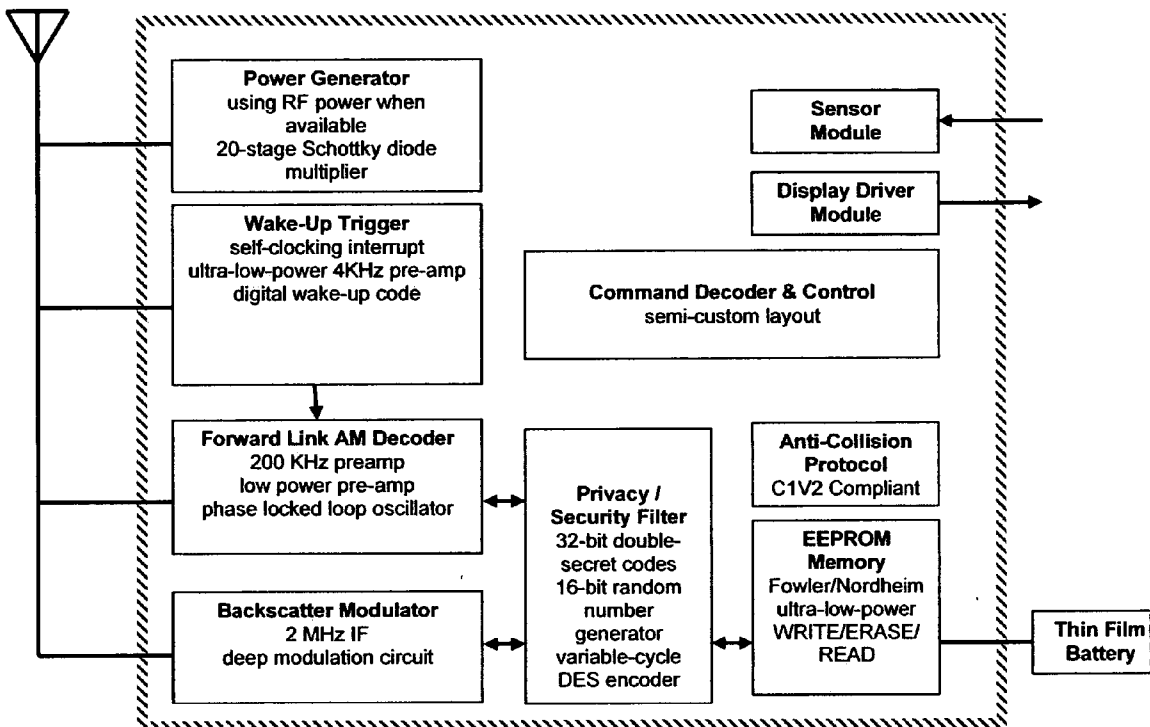 Power Generator
using RF power when
available
20-stage Schottky diode
multiplier
Sensor
Module
Display Driver
Module
Wake-Up Trigger
self-clocking interrupt
ultra-low-power 4KHz pre-amp
digital wake-up code
Command Decoder & Control
semi-custom layout
Forward Link AM Decoder
200 KHz preamp
low power pre-amp
phase locked loop oscillator
Privacy /
Security Filter
32-bit double-
secret codes
16-bit random
number
generator
variable-cycle
DES encoder
Anti-Collision
Protocol
C1V2 Compliant
EEPROM
Memory
Fowler/Nordheim
ultra-low-power
WRITE/ERASE/
READ
Backscatter Modulator
2 MHz IF
deep modulation circuit
Thin Film
Battery